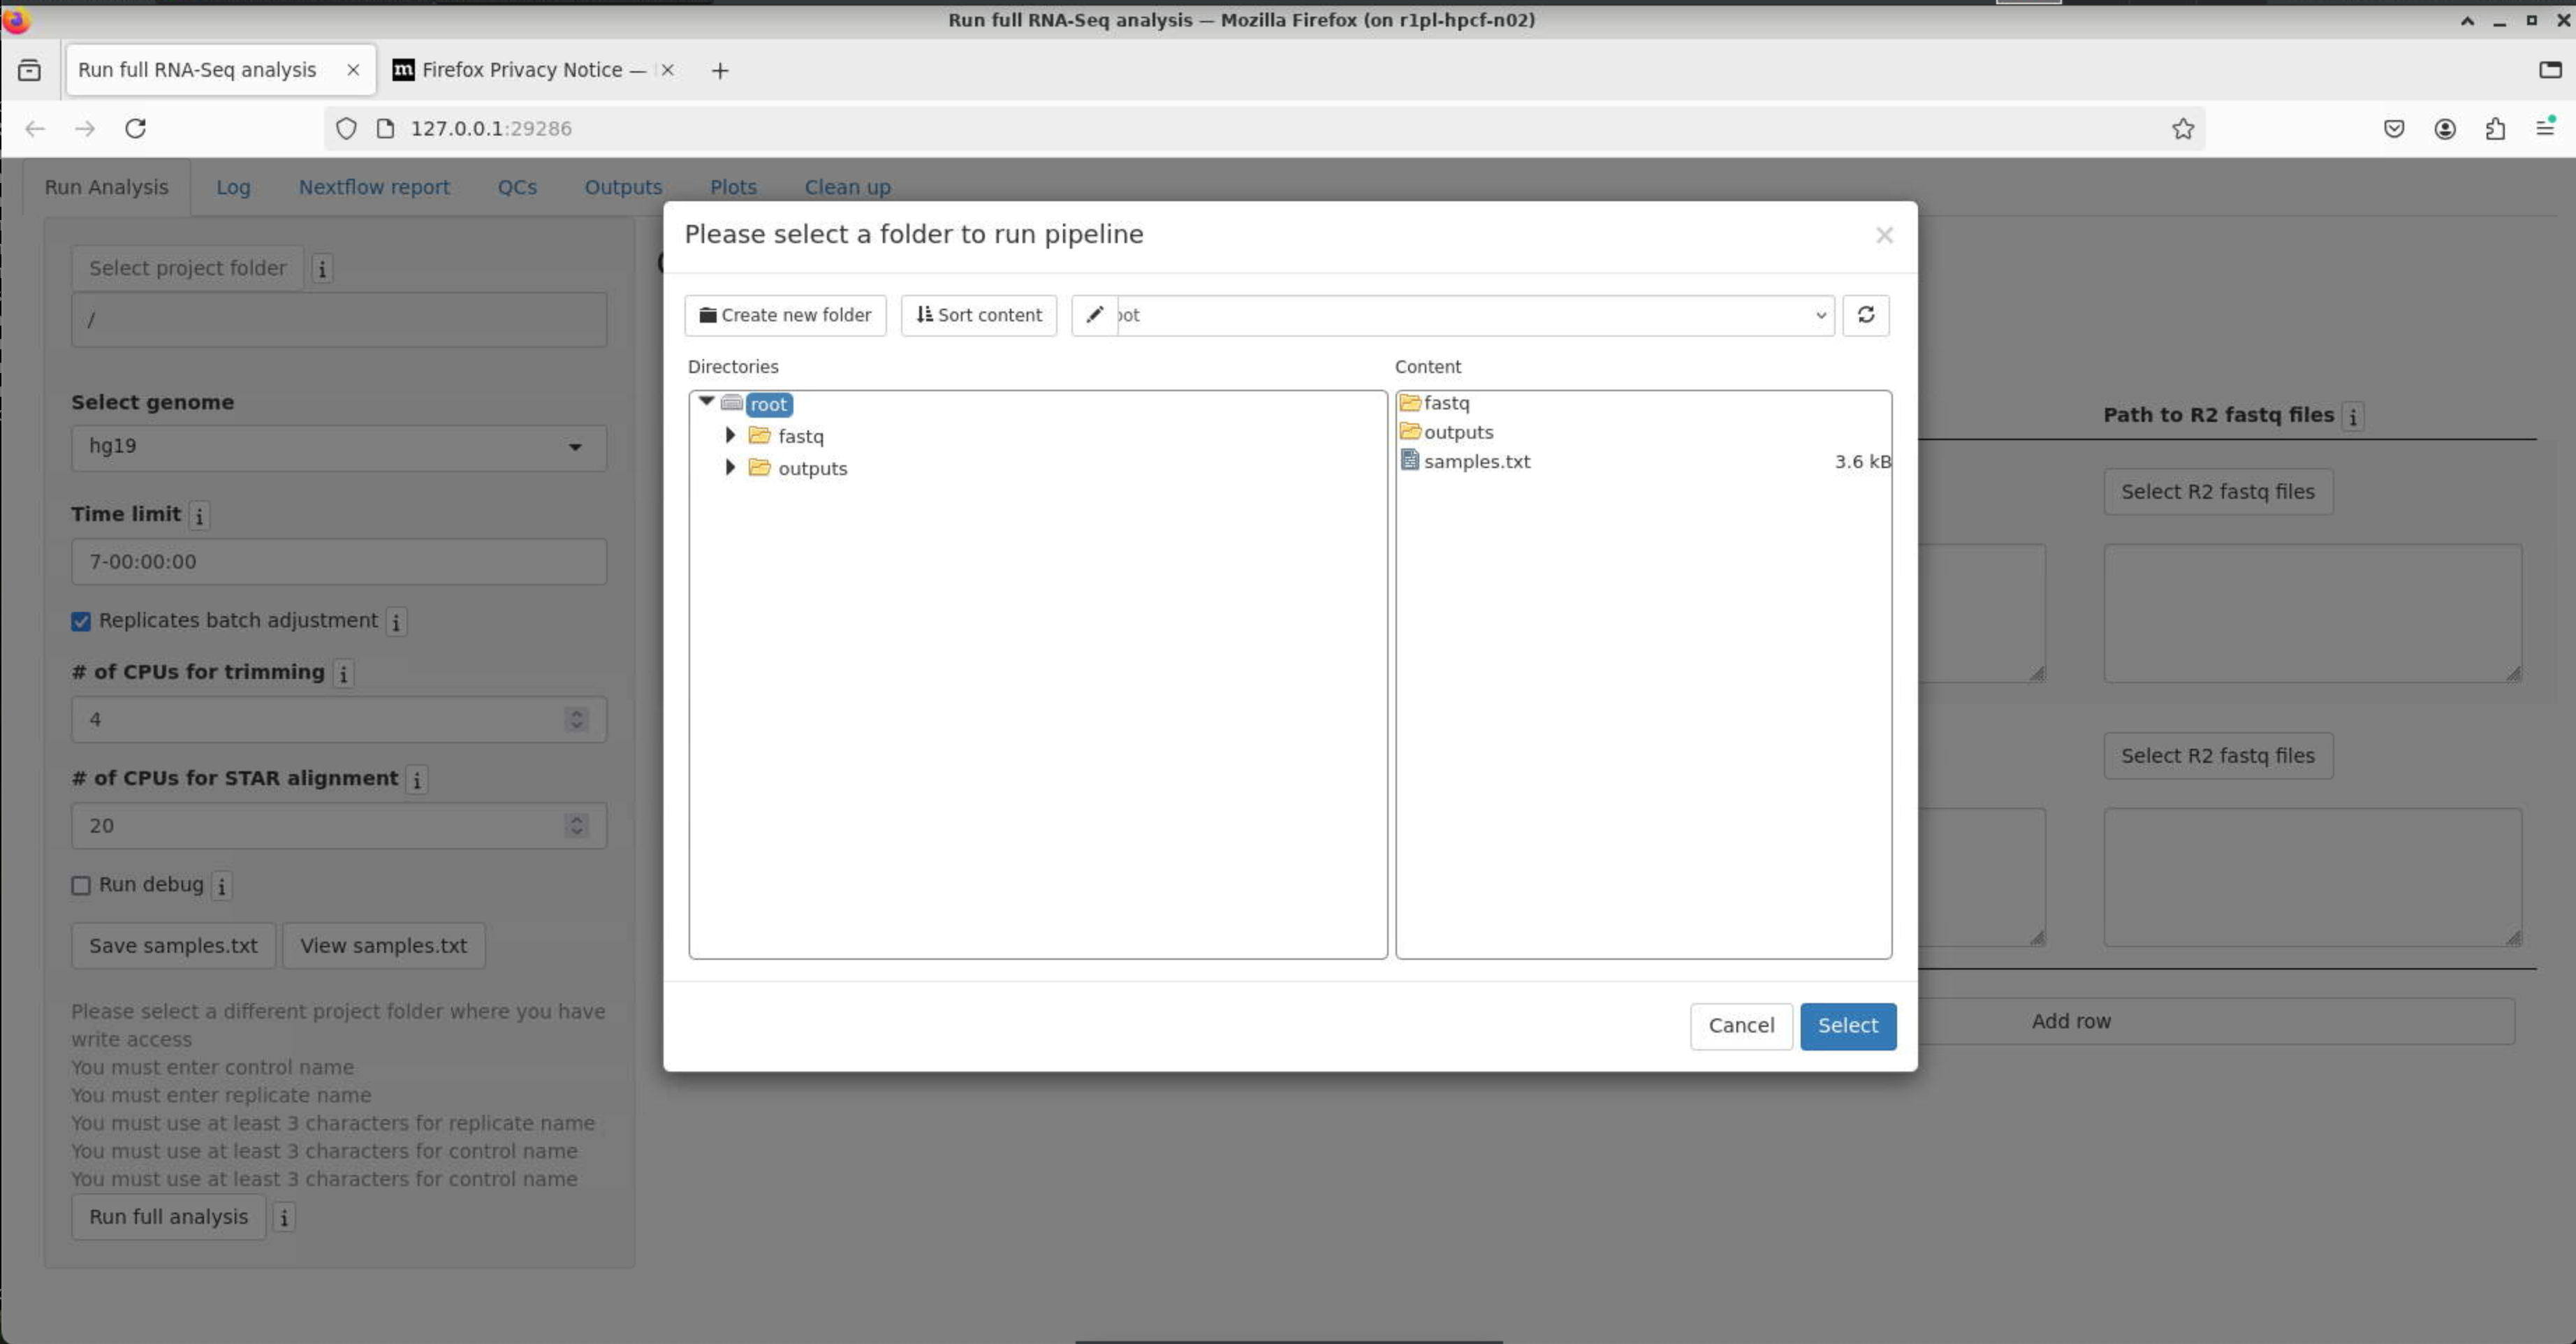 Run full RNA-Seq analysis — Mozilla Firefox (on r1pl-hpcf-n02)
Run full RNA-Seq analysis
m Firefox Privacy Notice —
127.0.0.1:29286
Run Analysis Log Nextflow report QCs Outputs Plots Clean up
Please select a folder to run pipeline
Select project folder i
/
Create new folder Sort content oot
Directories Content
root
fastq
outputs
fastq
outputs
samples.txt 3.6 kB
Cancel Select
Select genome
hg19
Time limit i
7-00:00:00
Replicates batch adjustment i
# of CPUs for trimming i
4
# of CPUs for STAR alignment i
20
Run debug i
Save samples.txt View samples.txt
Please select a different project folder where you have
write access
You must enter control name
You must enter replicate name
You must use at least 3 characters for replicate name
You must use at least 3 characters for control name
You must use at least 3 characters for control name
Run full analysis i
Path to R2 fastq files i
Select R2 fastq files
Select R2 fastq files
Add row